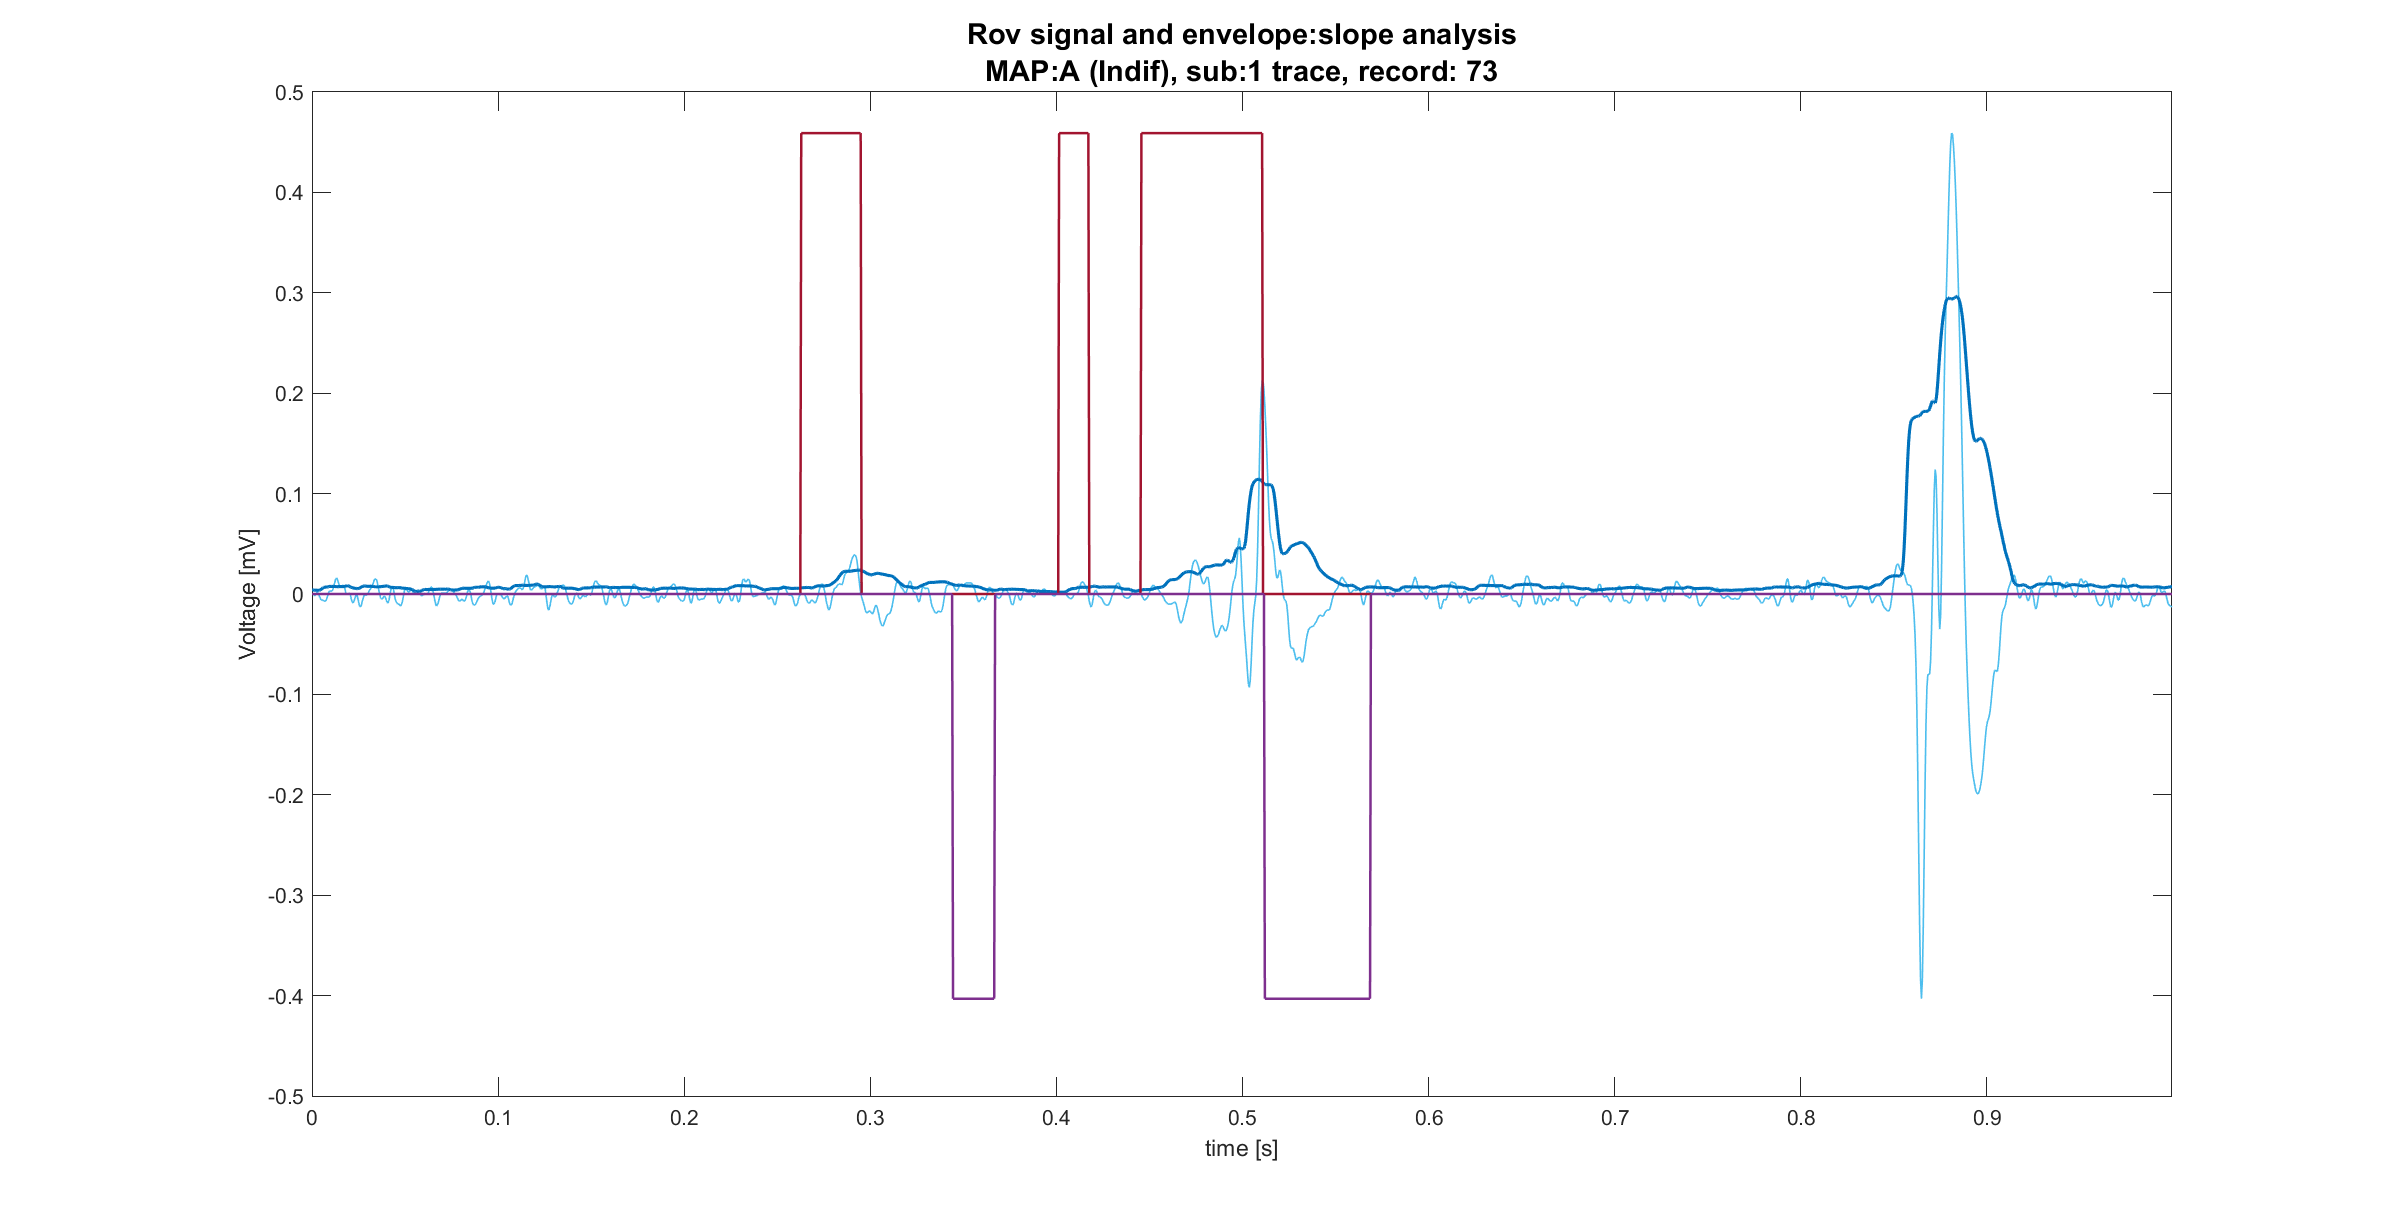 Rov signal and envelope:slope analysis
MAP:A (Indif), sub:1 trace, record: 73
0.5
0.4
0.3
0.2
0.1
0
-0.1
-0.2
-0.3
-0.4
-0.5
Voltage [mV]
0 0.1 0.2 0.3 0.4 0.5 0.6 0.7 0.8 0.9
time [s]